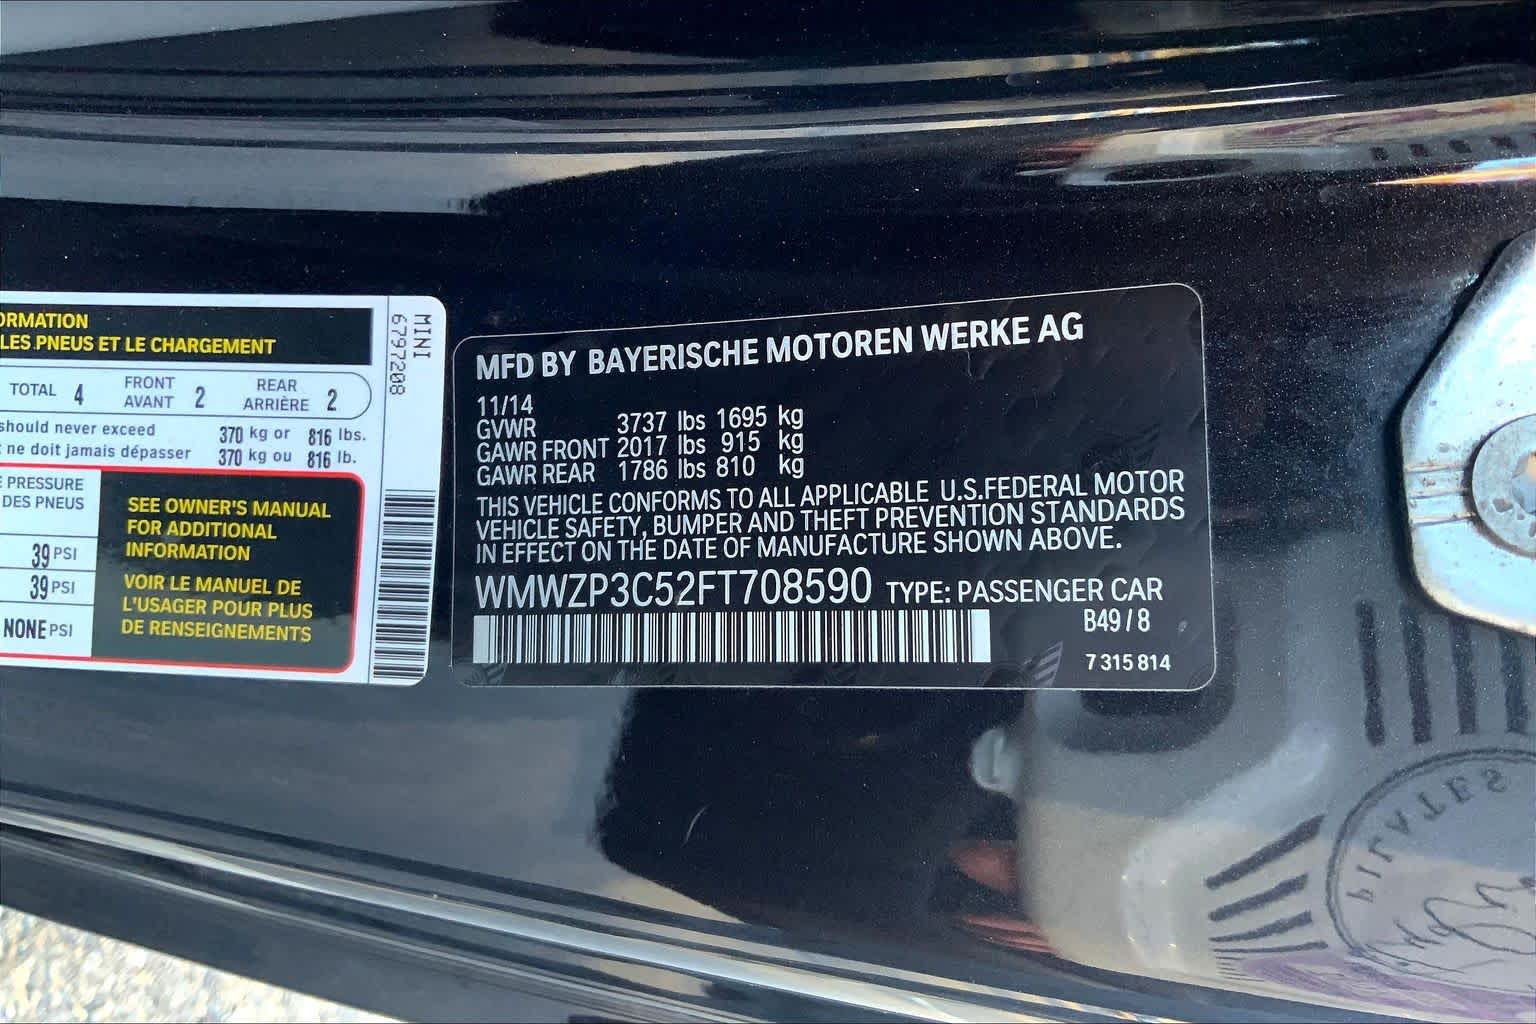 ORMATION
LES PNEUS ET LE CHARGEMENT
TOTAL 4
FRONT
AVANT 2
REAR
ARRIÈRE 2
should never exceed 370 kg or 816 lbs.
ne doit jamais dépasser 370 kg ou 816 lb.
PRESSURE
DES PNEUS
39 PSI
39 PSI
NONE PSI
SEE OWNER'S MANUAL
FOR ADDITIONAL
INFORMATION
VOIR LE MANUEL DE
L'USAGER POUR PLUS
DE RENSEIGNEMENTS
MINI
6797208
MFD BY BAYERISCHE MOTOREN WERKE AG
11/14
GVWR 3737 lbs 1695 kg
GAWR FRONT 2017 lbs 915 kg
GAWR REAR 1786 lbs 810 kg
THIS VEHICLE CONFORMS TO ALL APPLICABLE U.S.FEDERAL MOTOR
VEHICLE SAFETY, BUMPER AND THEFT PREVENTION STANDARDS
IN EFFECT ON THE DATE OF MANUFACTURE SHOWN ABOVE.
WMWZP3C52FT708590 TYPE: PASSENGER CAR
B49 / 8
7 315 814